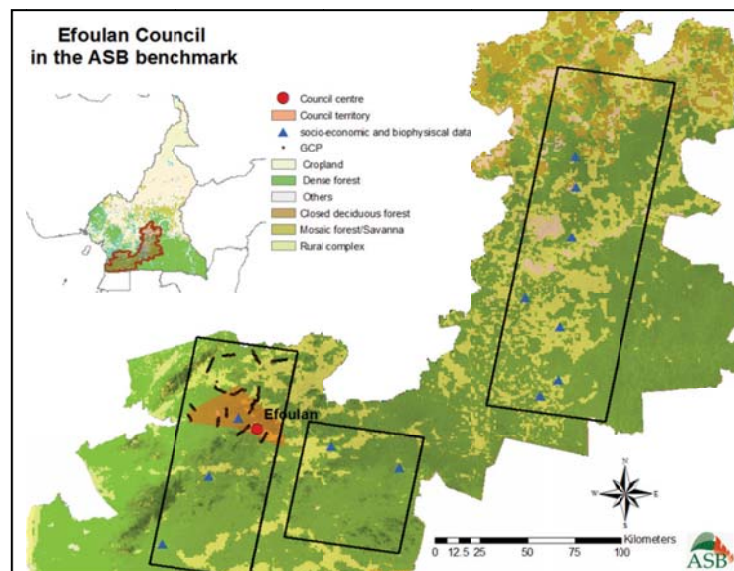 Efoulan Council
in the ASB benchmark
Council centre
Council territory
socio-economic and biophysiscal data
GCP
Cropland
Dense forest
Others
Closed deciduous forest
Mosaic forest/Savanna
Rural complex
Efoulan
N
W E
S
Kilometers
0 12.5 25 50 75 100
ASB